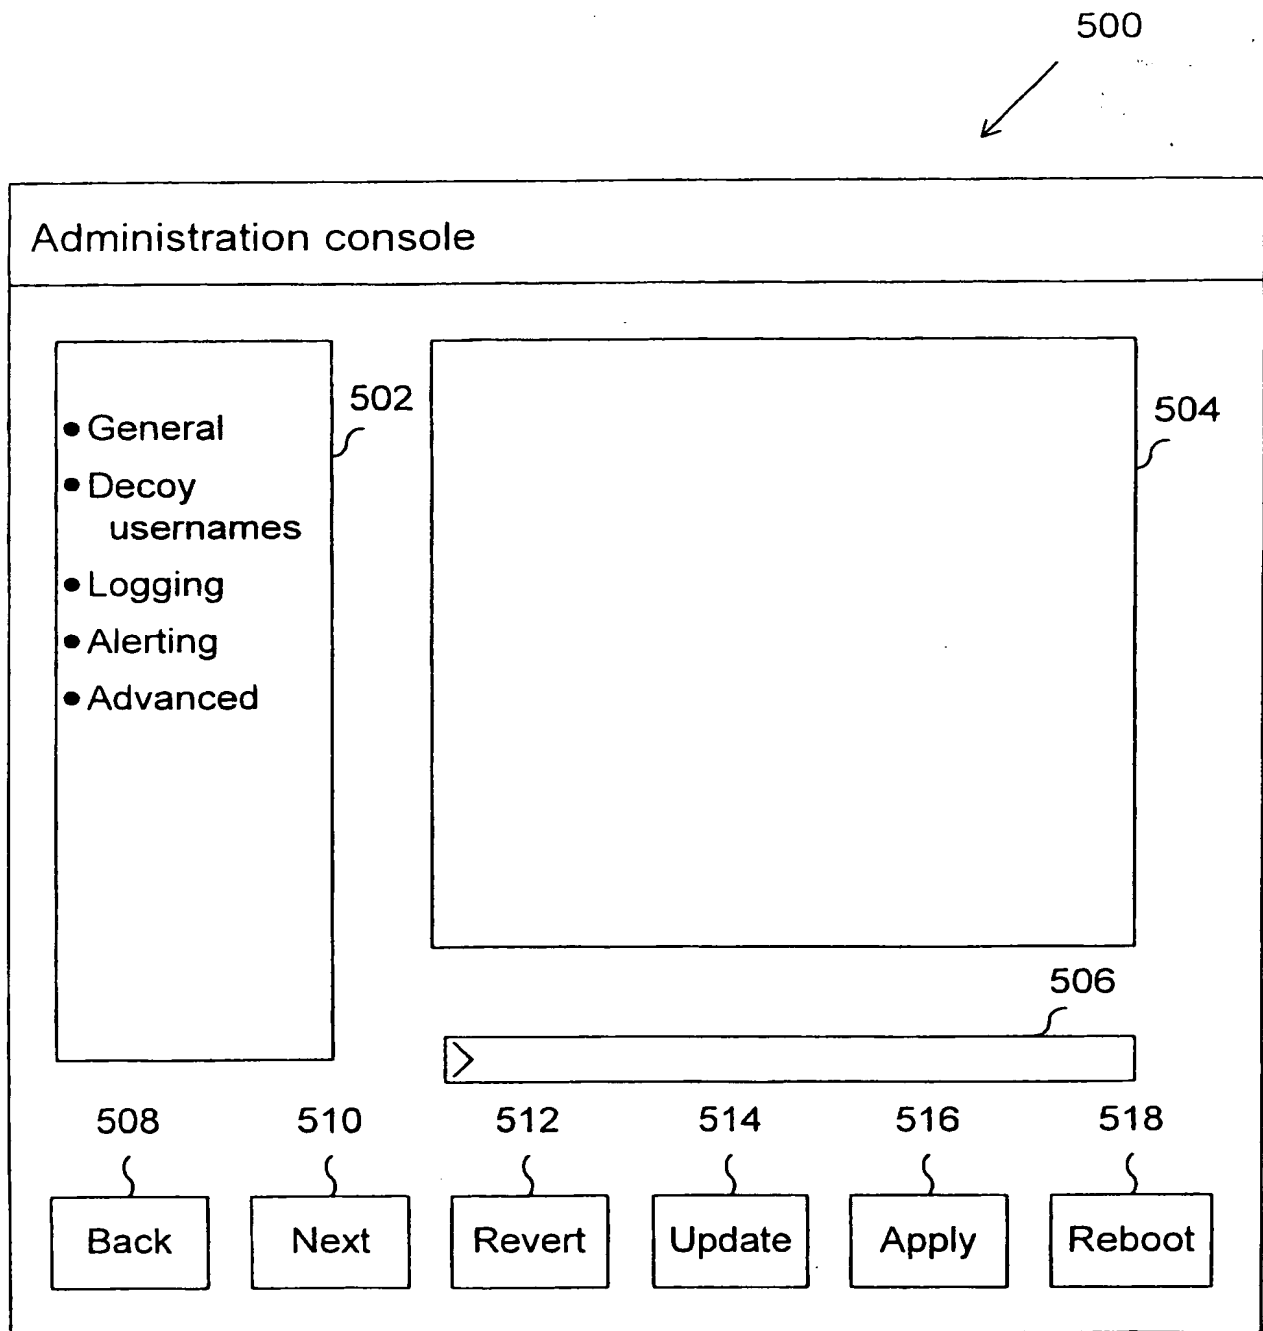 500
Administration console
502
504
• General
• Decoy
usernames
• Logging
• Alerting
• Advanced
506
>
508 510 512 514 516 518
Back Next Revert Update Apply Reboot